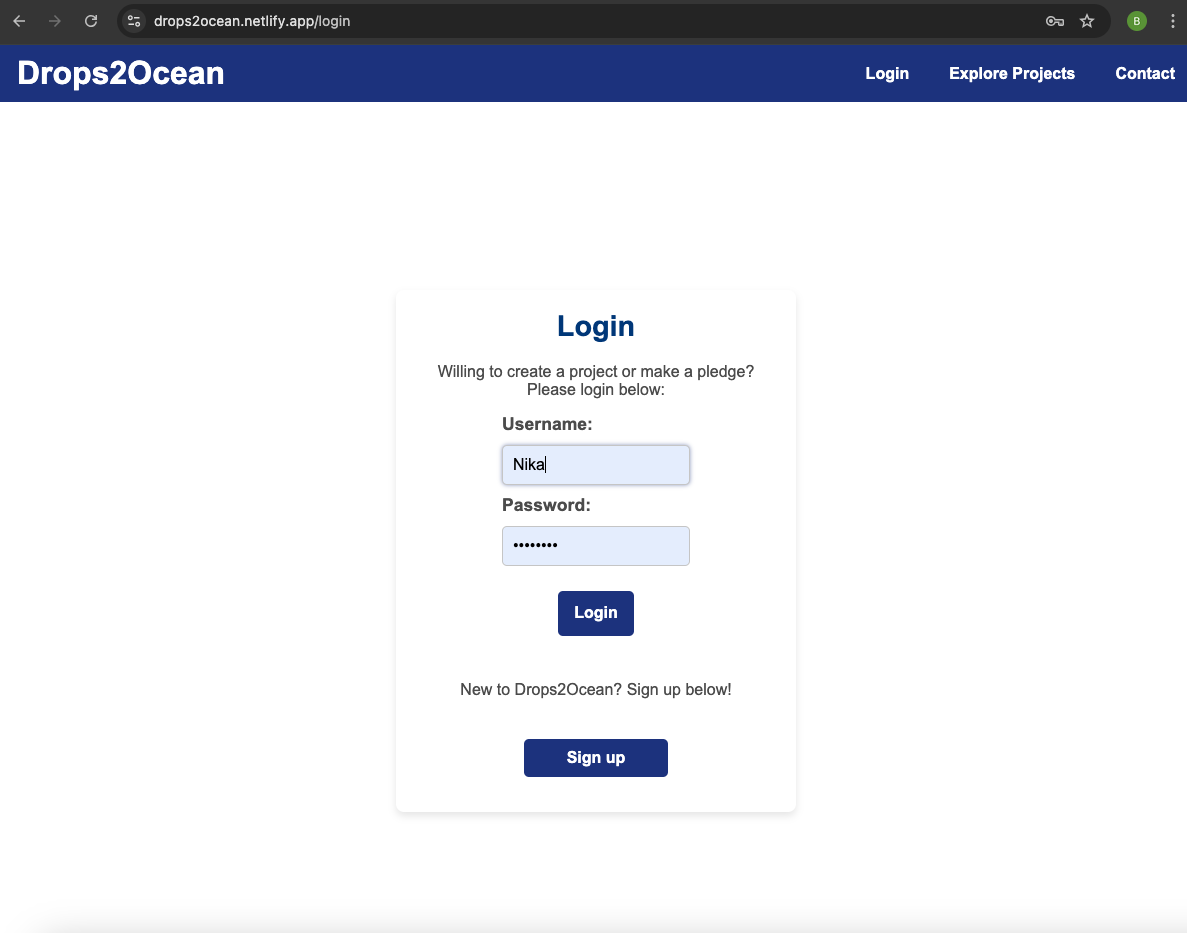 drops2ocean.netlify.app/login
B
Drops2Ocean
Login
Explore Projects
Contact
Login
Willing to create a project or make a pledge?
Please login below:
Username:
Nika
Password:
••••••••
Login
New to Drops2Ocean? Sign up below!
Sign up